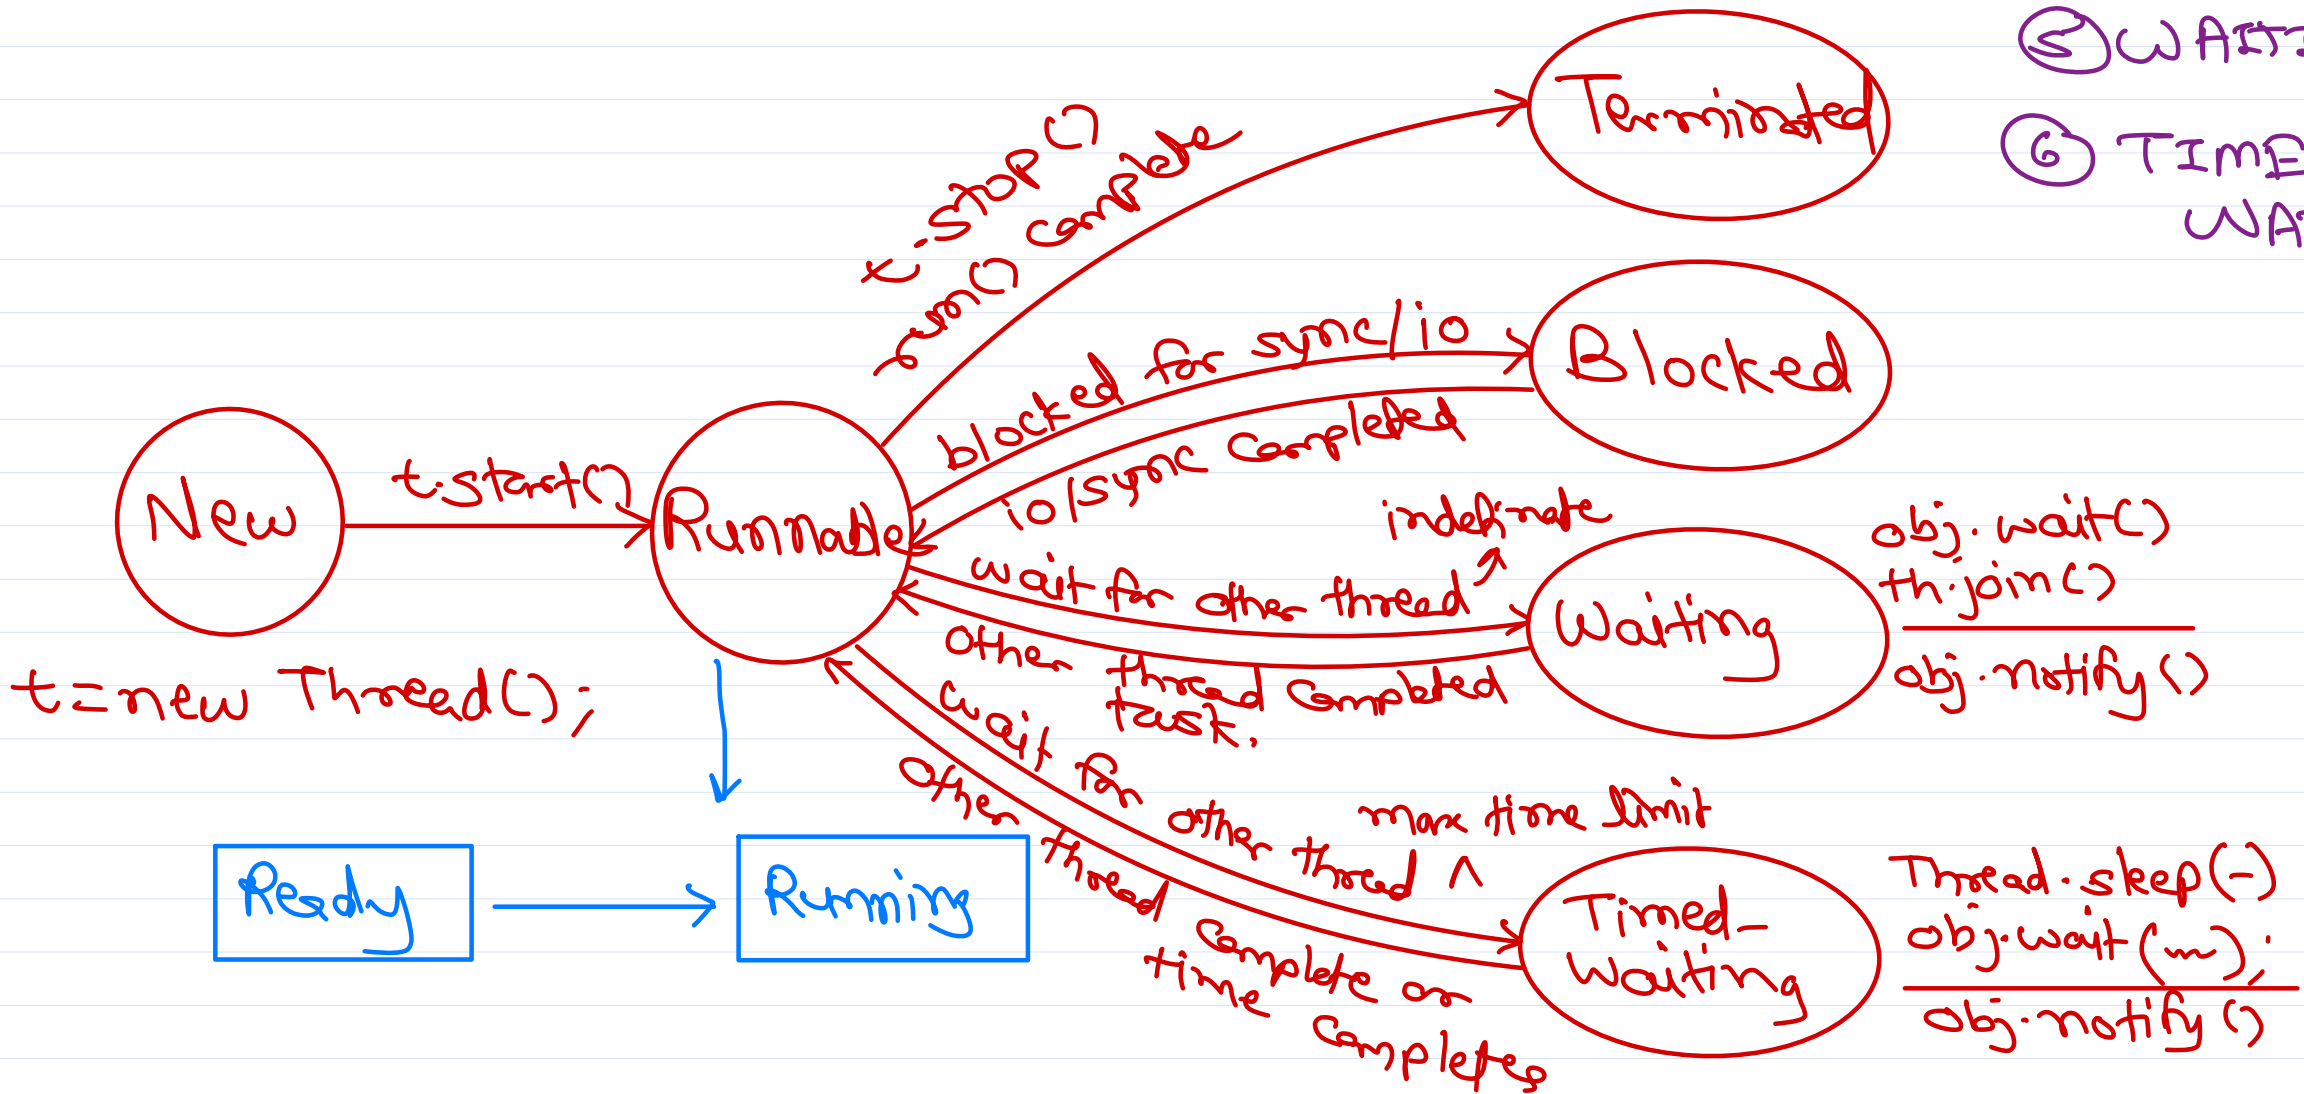 ⑤ WAITI
Terminated
⑥ TIME
WA
t.stop()
run() complete
blocked for sync/io
Blocked
io/sync completed
New
t.start()
Runnable
indefinate
wait for other thread
Waiting
obj.wait()
th.join()
obj.notify()
other thread completed
task.
t=new Thread();
wait for other thread ^
max time limit
other thread
complete or
time
completes
Timed-
Waiting
Thread.sleep(-)
obj.wait(~);
obj.notify()
Ready
Running